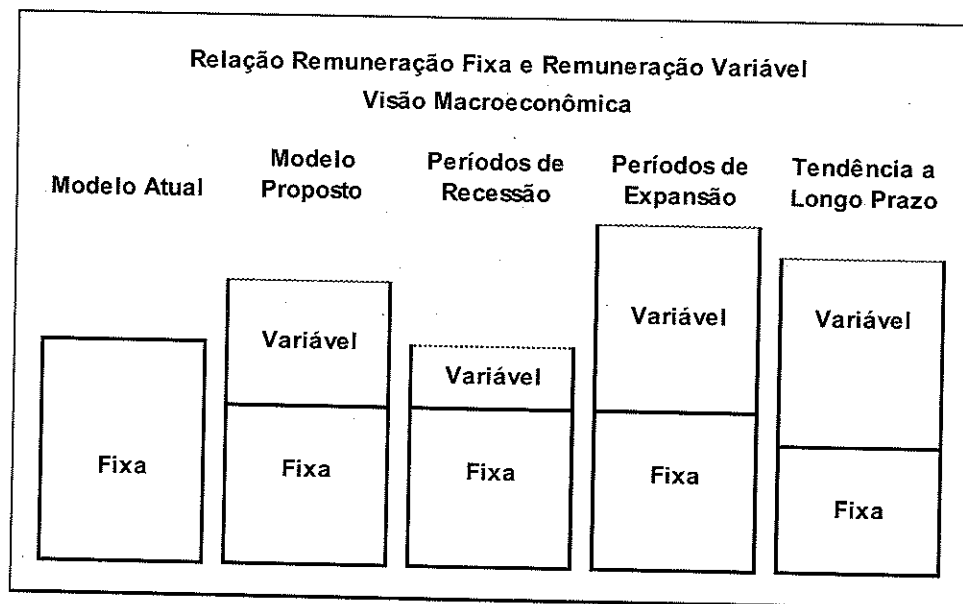 Relação Remuneração Fixa e Remuneração Variável
Visão Macroeconômica
Modelo Atual
Modelo
Proposto
Períodos de
Recessão
Períodos de
Expansão
Tendência a
Longo Prazo
Variável
Variável
Variável
Variável
Fixa
Fixa
Fixa
Fixa
Fixa